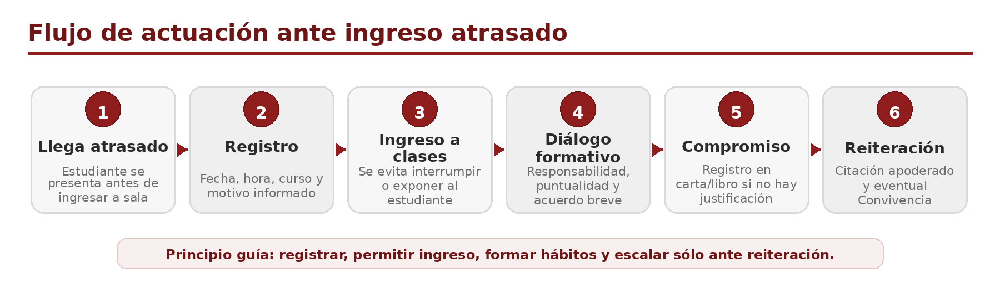 Flujo de actuación ante ingreso atrasado
1
Llega atrasado
Estudiante se
presenta antes de
ingresar a sala
2
Registro
Fecha, hora, curso y
motivo informado
3
Ingreso a
clases
Se evita interrumpir
o exponer al
estudiante
4
Diálogo
formativo
Responsabilidad,
puntualidad y
acuerdo breve
5
Compromiso
Registro en
carta/libro si no hay
justificación
6
Reiteración
Citación apoderado
y eventual
Convivencia
Principio guía: registrar, permitir ingreso, formar hábitos y escalar sólo ante reiteración.